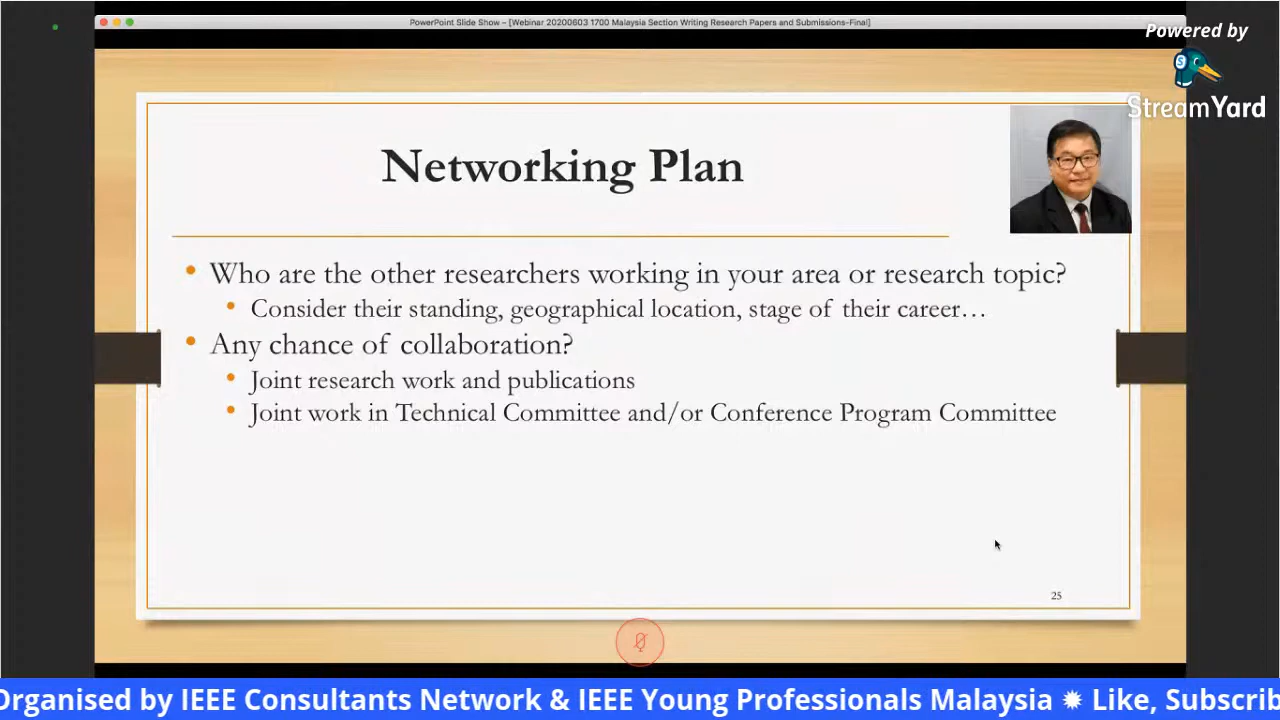 PowerPoint Slide Show – [Webinar 20200603 1700 Malaysia Section Writing Research Papers and Submissions-Final]
Powered by
S
StreamYard
Networking Plan
• Who are the other researchers working in your area or research topic?
• Consider their standing, geographical location, stage of their career…
• Any chance of collaboration?
• Joint research work and publications
• Joint work in Technical Committee and/or Conference Program Committee
25
Organised by IEEE Consultants Network & IEEE Young Professionals Malaysia ✹ Like, Subscrib